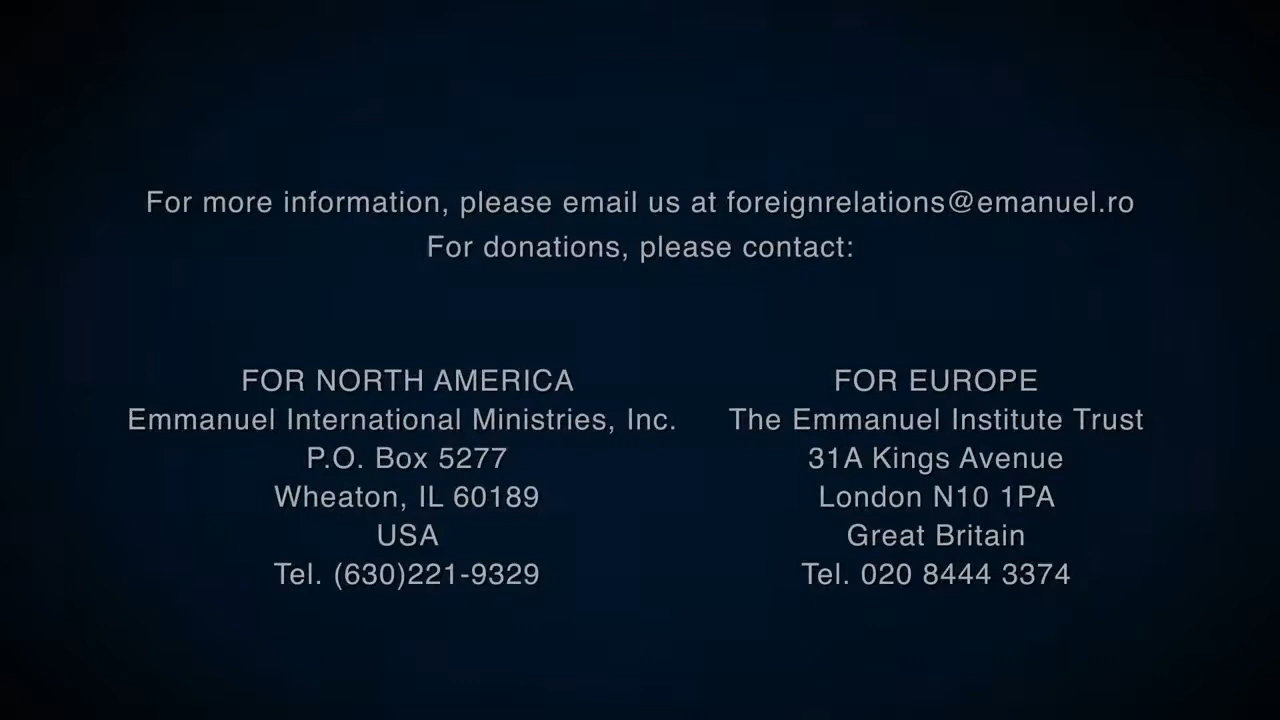 For more information, please email us at foreignrelations@emanuel.ro
For donations, please contact:
FOR NORTH AMERICA
Emmanuel International Ministries, Inc.
P.O. Box 5277
Wheaton, IL 60189
USA
Tel. (630)221-9329
FOR EUROPE
The Emmanuel Institute Trust
31A Kings Avenue
London N10 1PA
Great Britain
Tel. 020 8444 3374